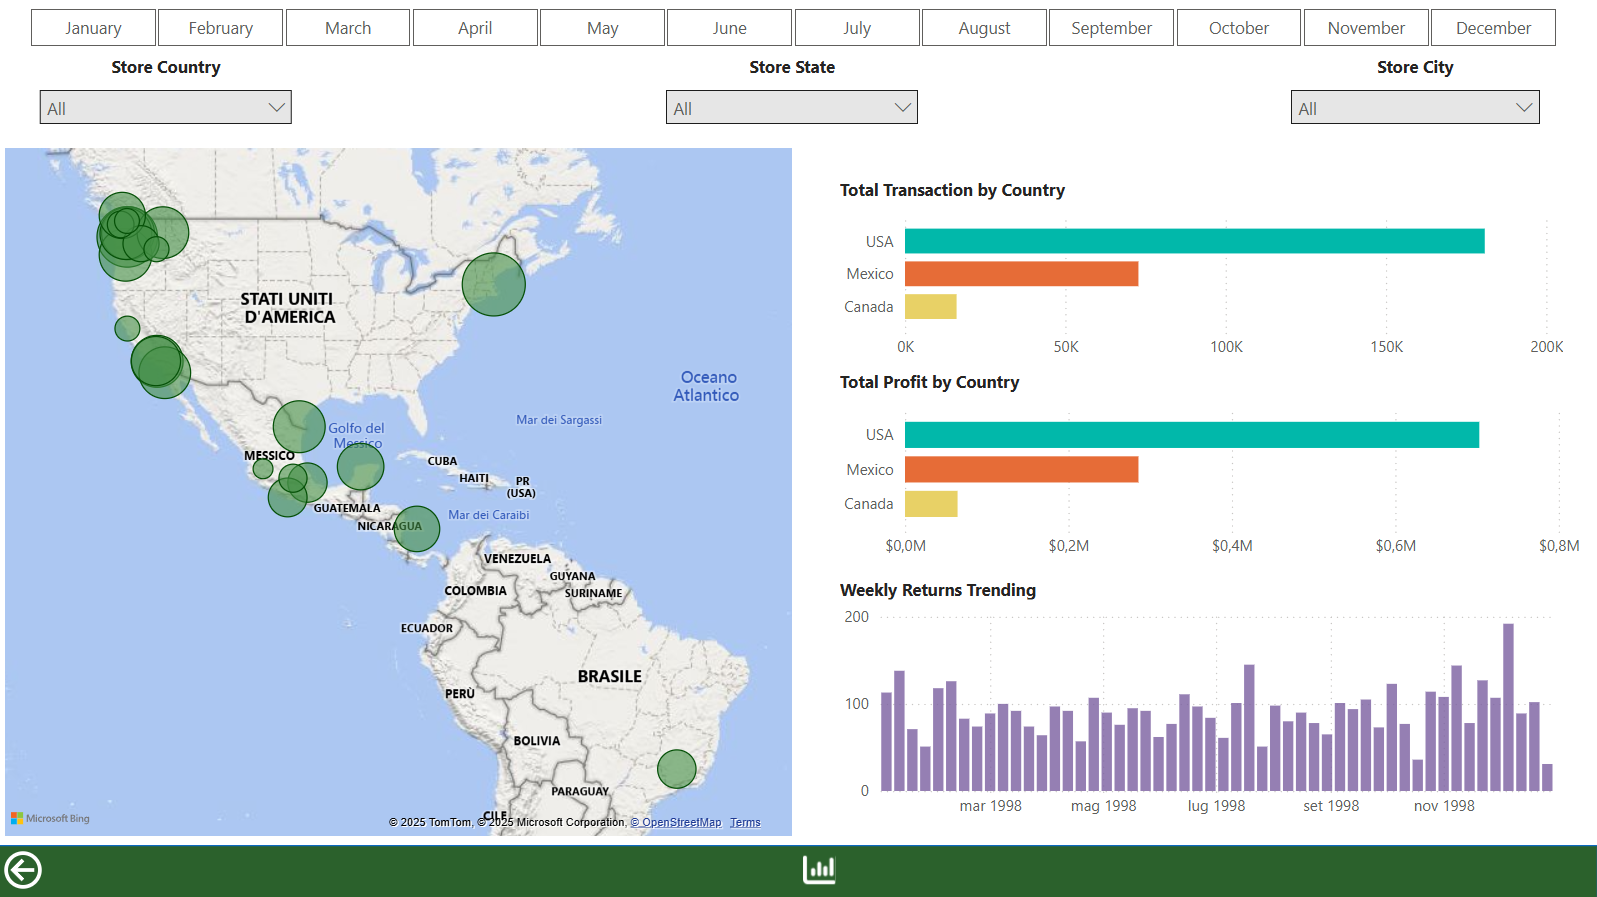 January
February
March
April
May
June
July
August
September
October
November
December
Store Country
Store State
Store City
All
All
All
STATI UNITI
D'AMERICA
Oceano
Atlantico
Mar dei Sargassi
Golfo del
Messico
MESSICO
CUBA
HAITI
PR
(USA)
GUATEMALA
Mar dei Caraibi
NICARAGUA
VENEZUELA
GUYANA
SURINAME
COLOMBIA
ECUADOR
BRASILE
PERÙ
BOLIVIA
PARAGUAY
CILE
Microsoft Bing
© 2025 TomTom, © 2025 Microsoft Corporation, © OpenStreetMap Terms
Total Transaction by Country
USA
Mexico
Canada
0K 50K 100K 150K 200K
Total Profit by Country
USA
Mexico
Canada
$0,0M $0,2M $0,4M $0,6M $0,8M
Weekly Returns Trending
200
100
0
mar 1998 mag 1998 lug 1998 set 1998 nov 1998